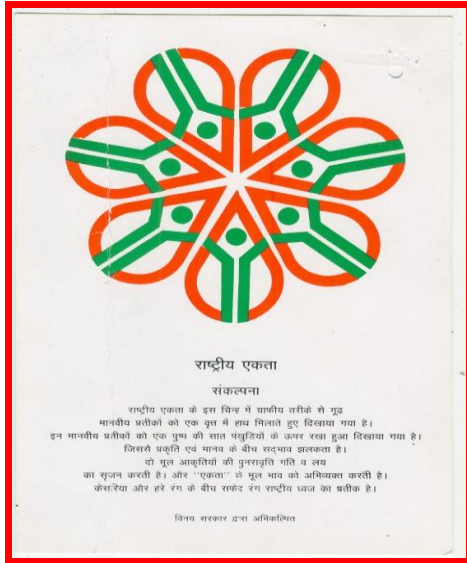 राष्ट्रीय एकता
संकल्पना
राष्ट्रीय एकता के इस चिन्ह में ग्राफीय तरीके से गूढ
मानवीय प्रतीकों को एक वृत्त में हाथ मिलाते हुए दिखाया गया है।
इन मानवीय प्रतीकों को एक पुष्प की सात पंखुडियों के ऊपर रखा हुआ दिखाया गया है।
जिससे प्रकृति एवं मानव के बीच सद्भाव झलकता है।
दो मूल आकृतियों की पुनरावृति गति व लय
का सृजन करती है। और "एकता" के मूल भाव को अभिव्यक्त करती है।
केसरिया और हरे रंग के बीच सफेद रंग राष्ट्रीय ध्वज का प्रतीक है।
विनय सरकार द्वारा अभिकल्पित